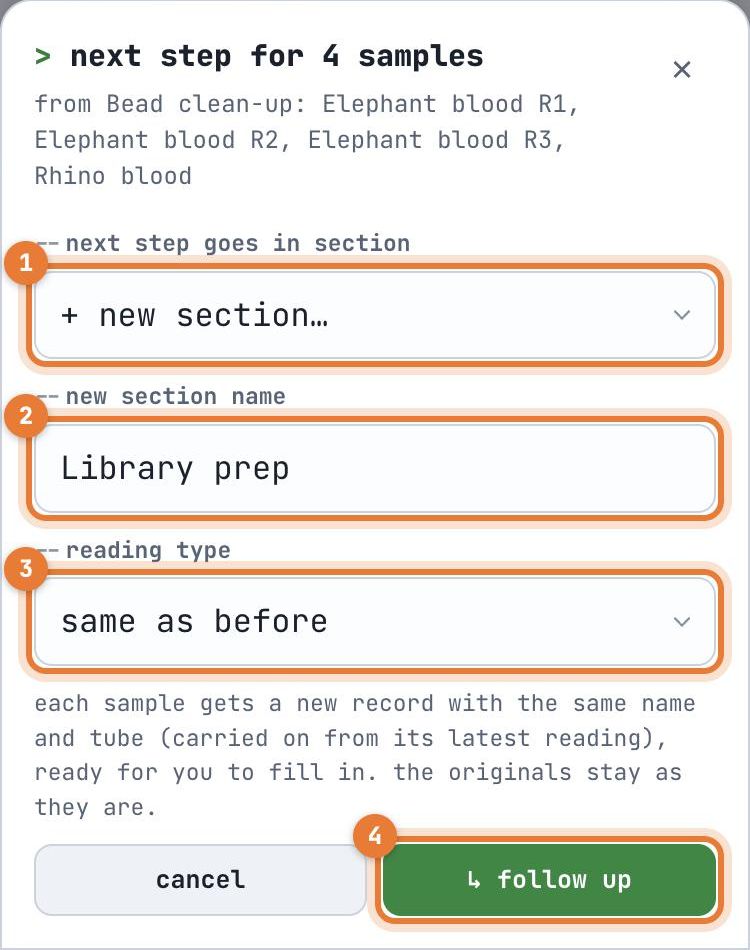 > next step for 4 samples
×
from Bead clean-up: Elephant blood R1,
Elephant blood R2, Elephant blood R3,
Rhino blood
-- next step goes in section
1
+ new section…
-- new section name
2
Library prep
-- reading type
3
same as before
each sample gets a new record with the same name
and tube (carried on from its latest reading),
ready for you to fill in. the originals stay as
they are.
4
cancel
↳ follow up